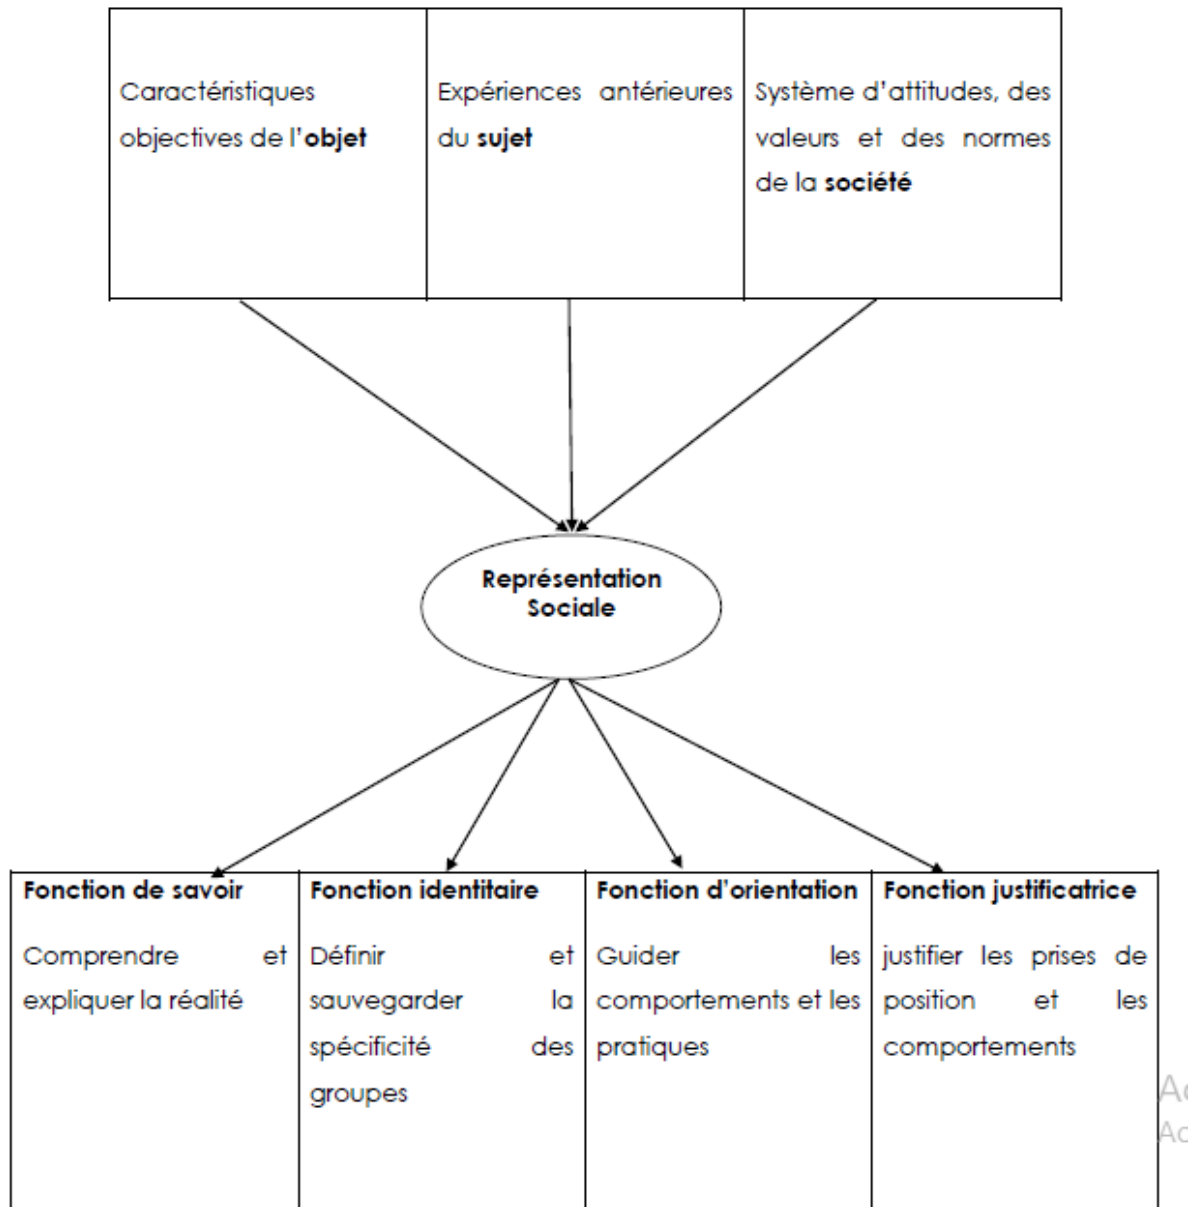 Caractéristiques
objectives de l'objet
Expériences antérieures
du sujet
Système d'attitudes, des
valeurs et des normes
de la société
Représentation
Sociale
Fonction de savoir
Comprendre et
expliquer la réalité
Fonction identitaire
Définir et
sauvegarder la
spécificité des
groupes
Fonction d'orientation
Guider les
comportements et les
pratiques
Fonction justificatrice
justifier les prises de
position et les
comportements